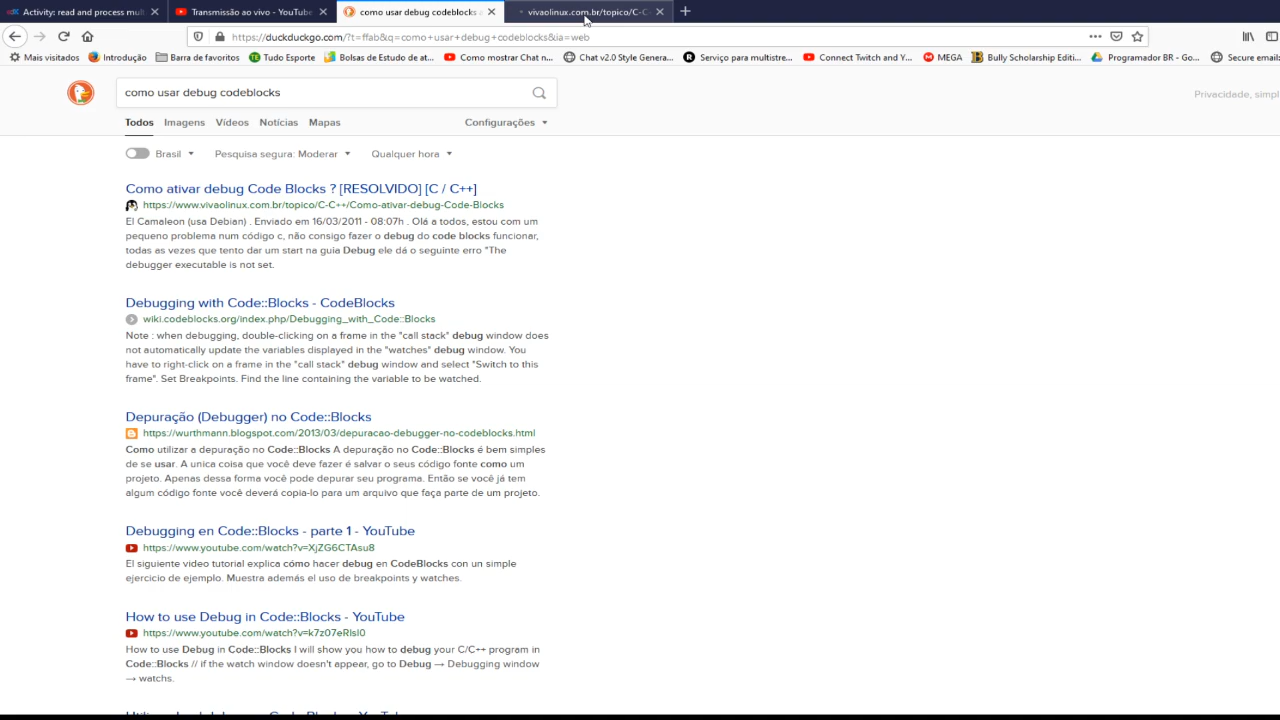 Activity: read and process mul
Transmissão ao vivo - YouTube
como usar debug codeblocks
vivaolinux.com.br/topico/C-C
https://duckduckgo.com/?t=ffab&q=como+usar+debug+codeblocks&ia=web
Mais visitados
Introdução
Barra de favoritos
Tudo Esporte
Bolsas de Estudo de at...
Como mostrar Chat n...
Chat v2.0 Style Genera...
Serviço para multistre...
Connect Twitch and Y...
MEGA
Bully Scholarship Editi...
Programador BR - Go...
Secure email:
como usar debug codeblocks
Privacidade, simpl
Todos Imagens Vídeos Notícias Mapas Configurações
Brasil Pesquisa segura: Moderar Qualquer hora
Como ativar debug Code Blocks ? [RESOLVIDO] [C / C++]
https://www.vivaolinux.com.br/topico/C-C++/Como-ativar-debug-Code-Blocks
El Camaleon (usa Debian) . Enviado em 16/03/2011 - 08:07h . Olá a todos, estou com um
pequeno problema num código c, não consigo fazer o debug do code blocks funcionar,
todas as vezes que tento dar um start na guia Debug ele dá o seguinte erro "The
debugger executable is not set.
Debugging with Code::Blocks - CodeBlocks
wiki.codeblocks.org/index.php/Debugging_with_Code::Blocks
Note : when debugging, double-clicking on a frame in the "call stack" debug window does
not automatically update the variables displayed in the "watches" debug window. You
have to right-click on a frame in the "call stack" debug window and select "Switch to this
frame". Set Breakpoints. Find the line containing the variable to be watched.
Depuração (Debugger) no Code::Blocks
https://wurthmann.blogspot.com/2013/03/depuracao-debugger-no-codeblocks.html
Como utilizar a depuração no Code::Blocks A depuração no Code::Blocks é bem simples
de se usar. A unica coisa que você deve fazer é salvar o seus código fonte como um
projeto. Apenas dessa forma você pode depurar seu programa. Então se você já tem
algum código fonte você deverá copia-lo para um arquivo que faça parte de um projeto.
Debugging en Code::Blocks - parte 1 - YouTube
https://www.youtube.com/watch?v=XjZG6CTAsu8
El siguiente video tutorial explica cómo hacer debug en CodeBlocks con un simple
ejercicio de ejemplo. Muestra además el uso de breakpoints y watches.
How to use Debug in Code::Blocks - YouTube
https://www.youtube.com/watch?v=k7z07eRlsI0
How to use Debug in Code::Blocks I will show you how to debug your C/C++ program in
Code::Blocks // if the watch window doesn't appear, go to Debug → Debugging window
→ watchs.